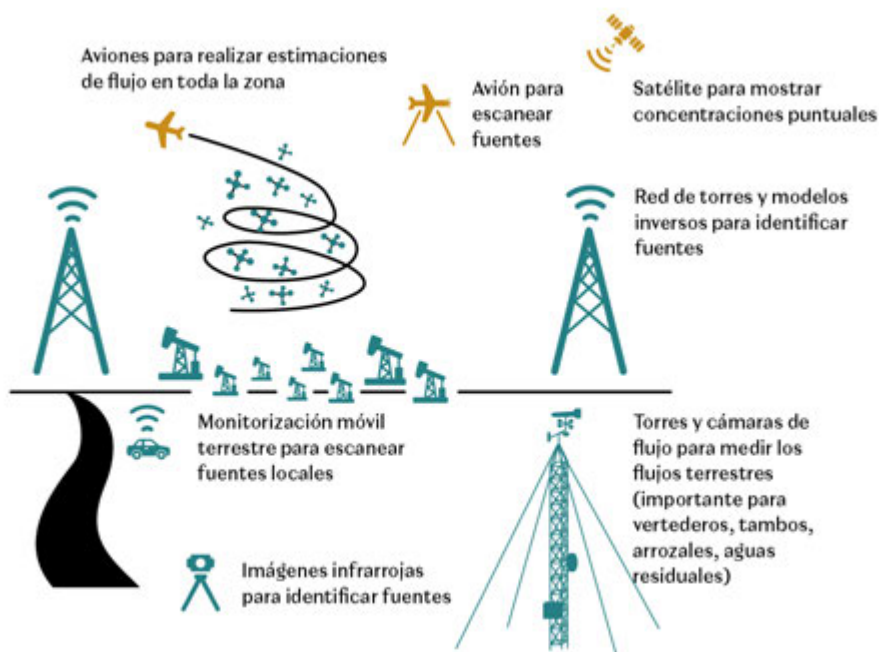 Aviones para realizar estimaciones
de flujo en toda la zona
Avión para
escanear
fuentes
Satélite para mostrar
concentraciones puntuales
Red de torres y modelos
inversos para identificar
fuentes
Monitorización móvil
terrestre para escanear
fuentes locales
Torres y cámaras de
flujo para medir los
flujos terrestres
(importante para
vertederos, tambos,
arrozales, aguas
residuales)
Imágenes infrarrojas
para identificar fuentes